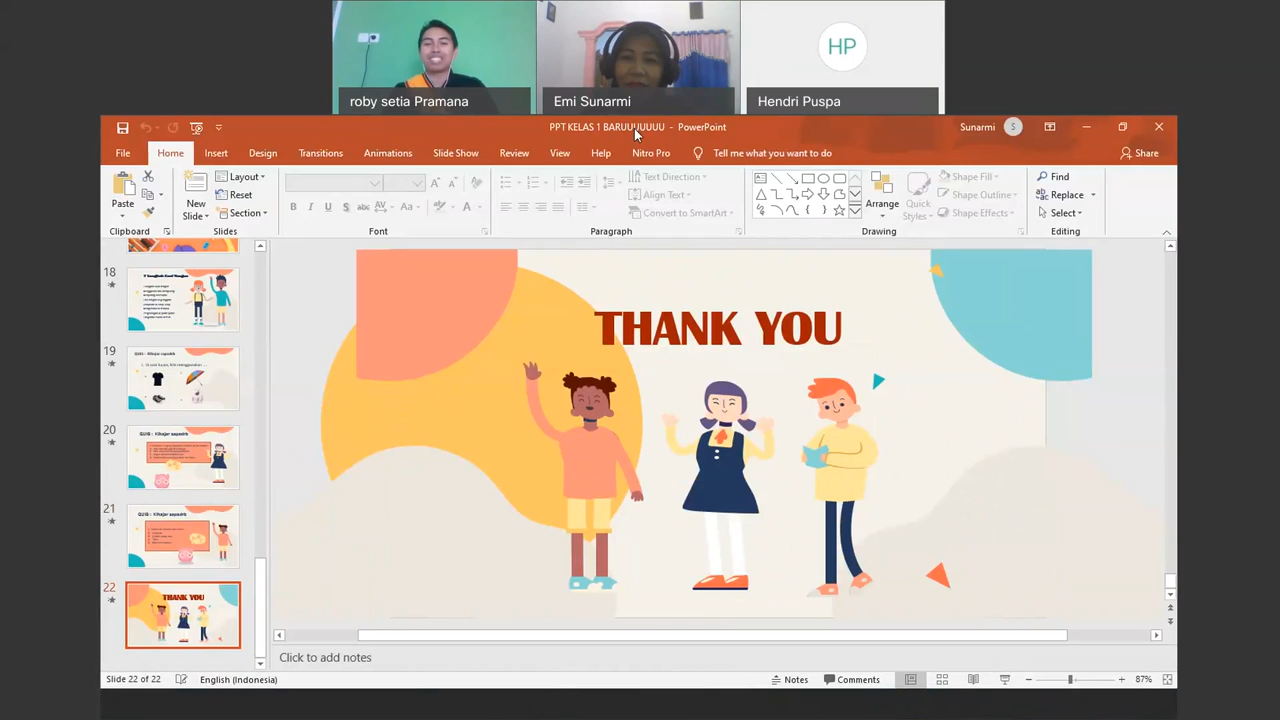 roby setia Pramana
Emi Sunarmi
HP
Hendri Puspa
PPT KELAS 1 BARUUUUUUU - PowerPoint
Sunarmi
S
File
Home
Insert
Design
Transitions
Animations
Slide Show
Review
View
Help
Nitro Pro
Tell me what you want to do
Share
Paste
Clipboard
New
Slide
Layout
Reset
Section
Slides
Font
Text Direction
Align Text
Convert to SmartArt
Paragraph
Arrange
Quick
Styles
Shape Fill
Shape Outline
Shape Effects
Drawing
Find
Replace
Select
Editing
18
19
20
21
22
THANK YOU
THANK YOU
Click to add notes
Slide 22 of 22
English (Indonesia)
Notes
Comments
87%